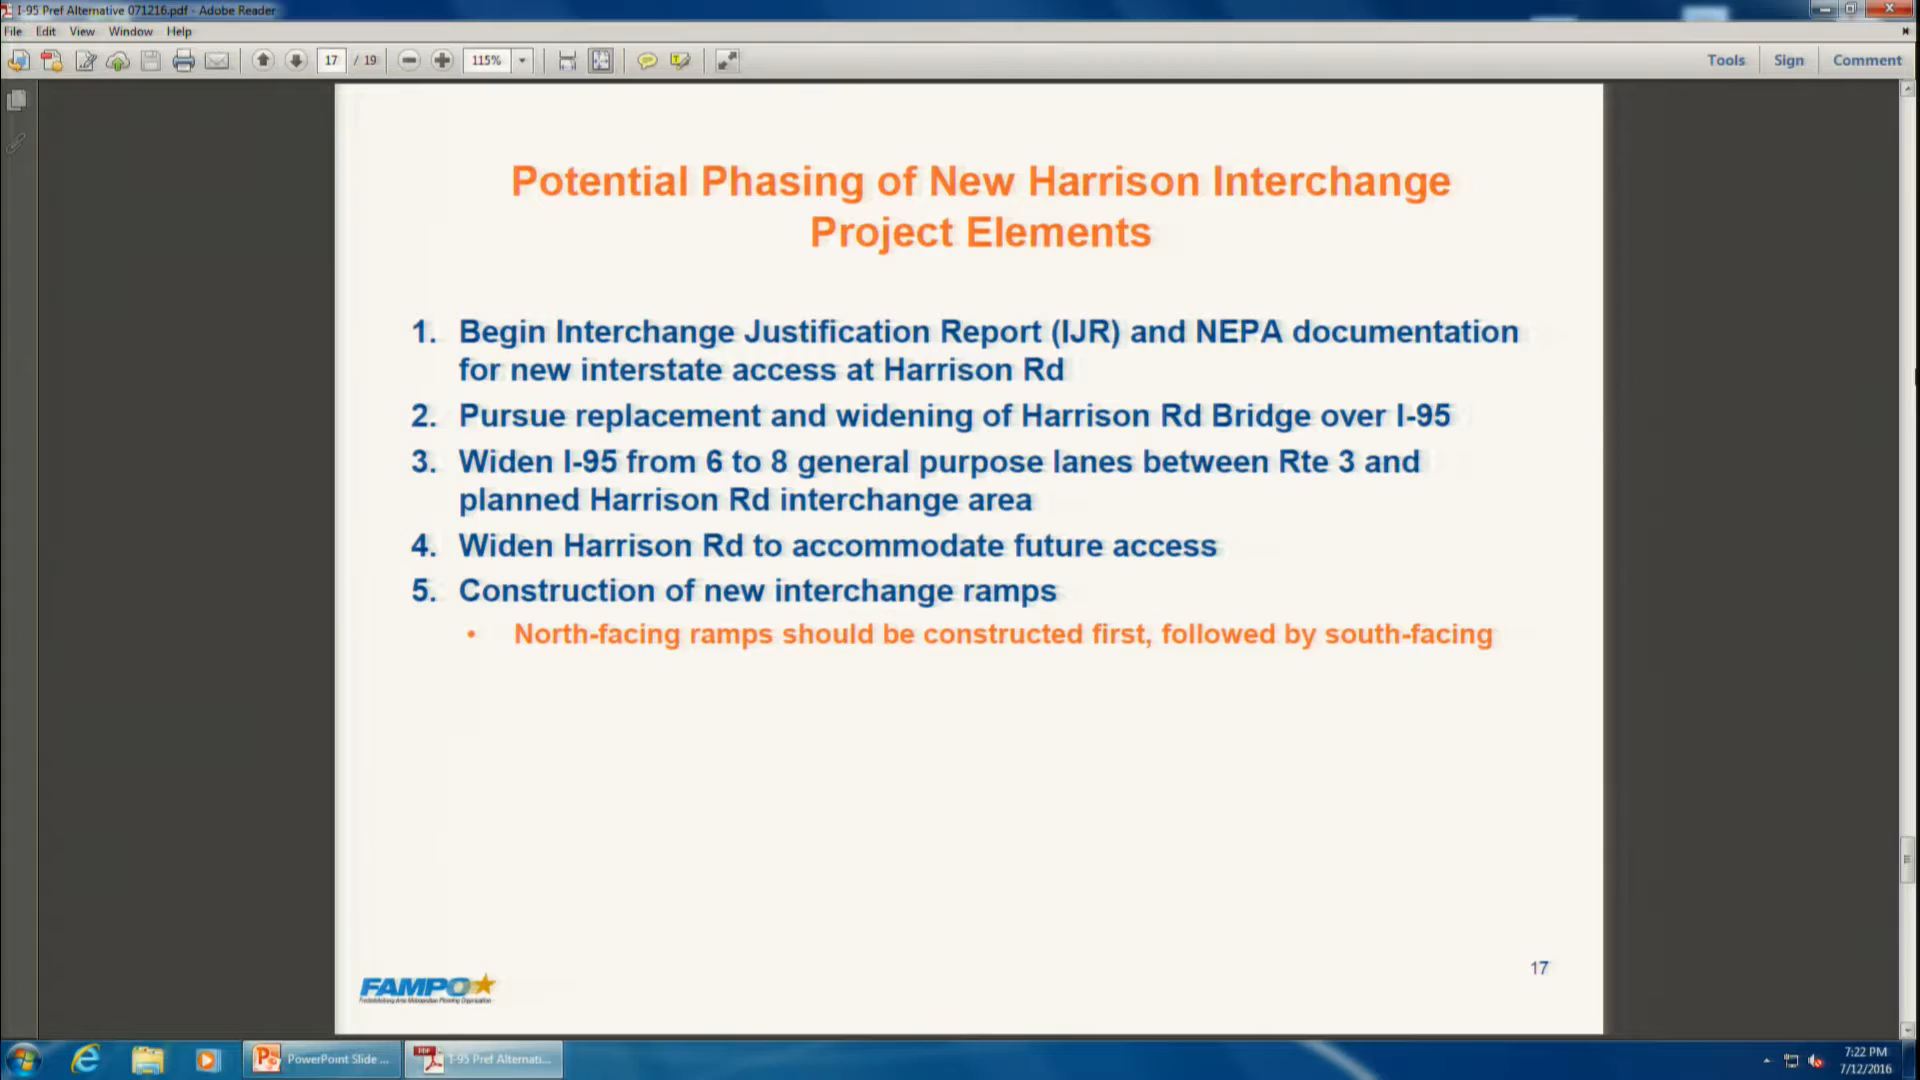 I-95 Pref Alternative 071216.pdf - Adobe Reader
File Edit View Window Help
17 / 19 115% Tools Sign Comment
Potential Phasing of New Harrison Interchange
Project Elements
1. Begin Interchange Justification Report (IJR) and NEPA documentation
for new interstate access at Harrison Rd
2. Pursue replacement and widening of Harrison Rd Bridge over I-95
3. Widen I-95 from 6 to 8 general purpose lanes between Rte 3 and
planned Harrison Rd interchange area
4. Widen Harrison Rd to accommodate future access
5. Construction of new interchange ramps
• North-facing ramps should be constructed first, followed by south-facing
17
FAMPO
Fredericksburg Area Metropolitan Planning Organization
PowerPoint Slide ... I-95 Pref Alternati...
7:22 PM
7/12/2016